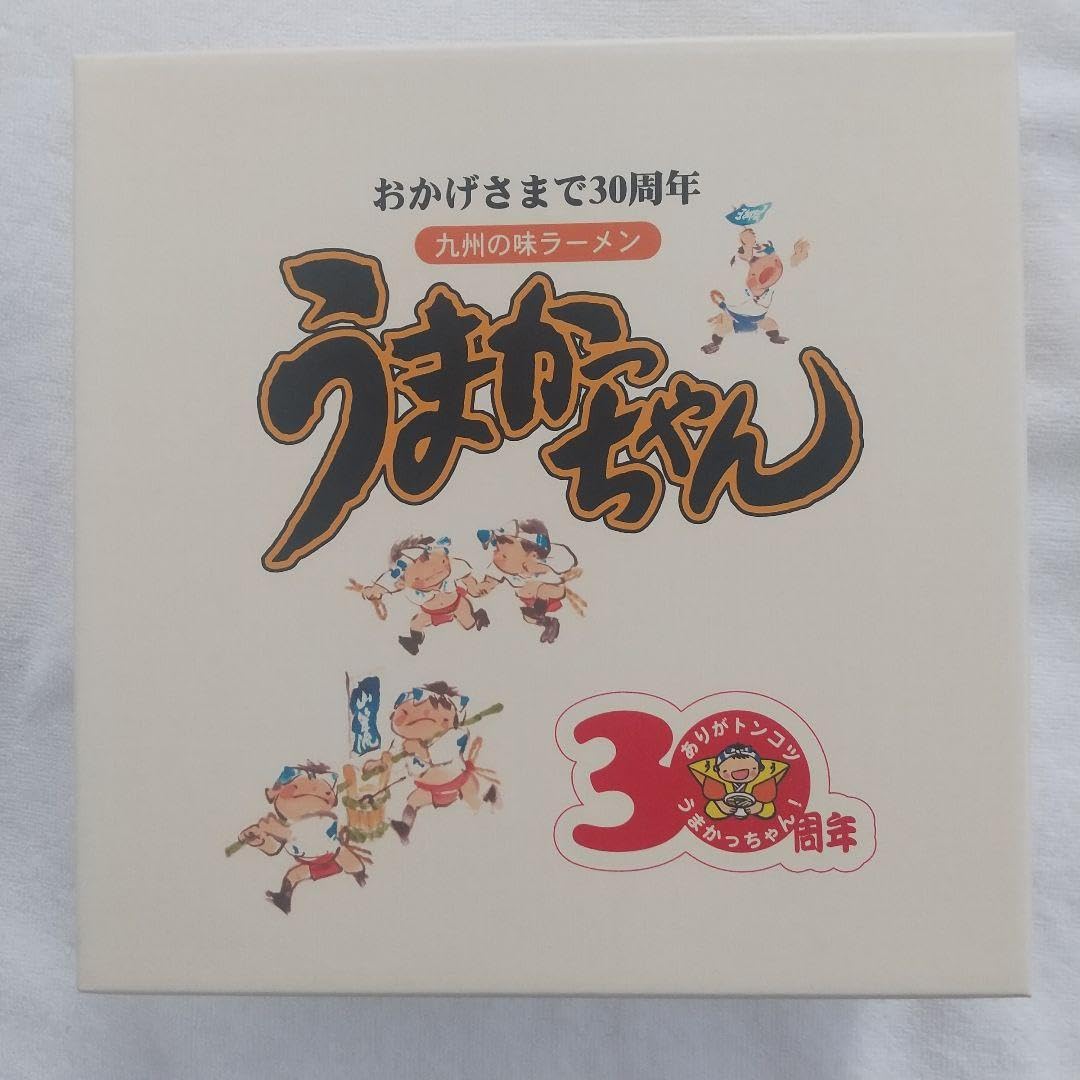 おかげさまで30周年
九州の味ラーメン
うまかっちゃん
30周年
ありがトンコツ
うまかっちゃん!